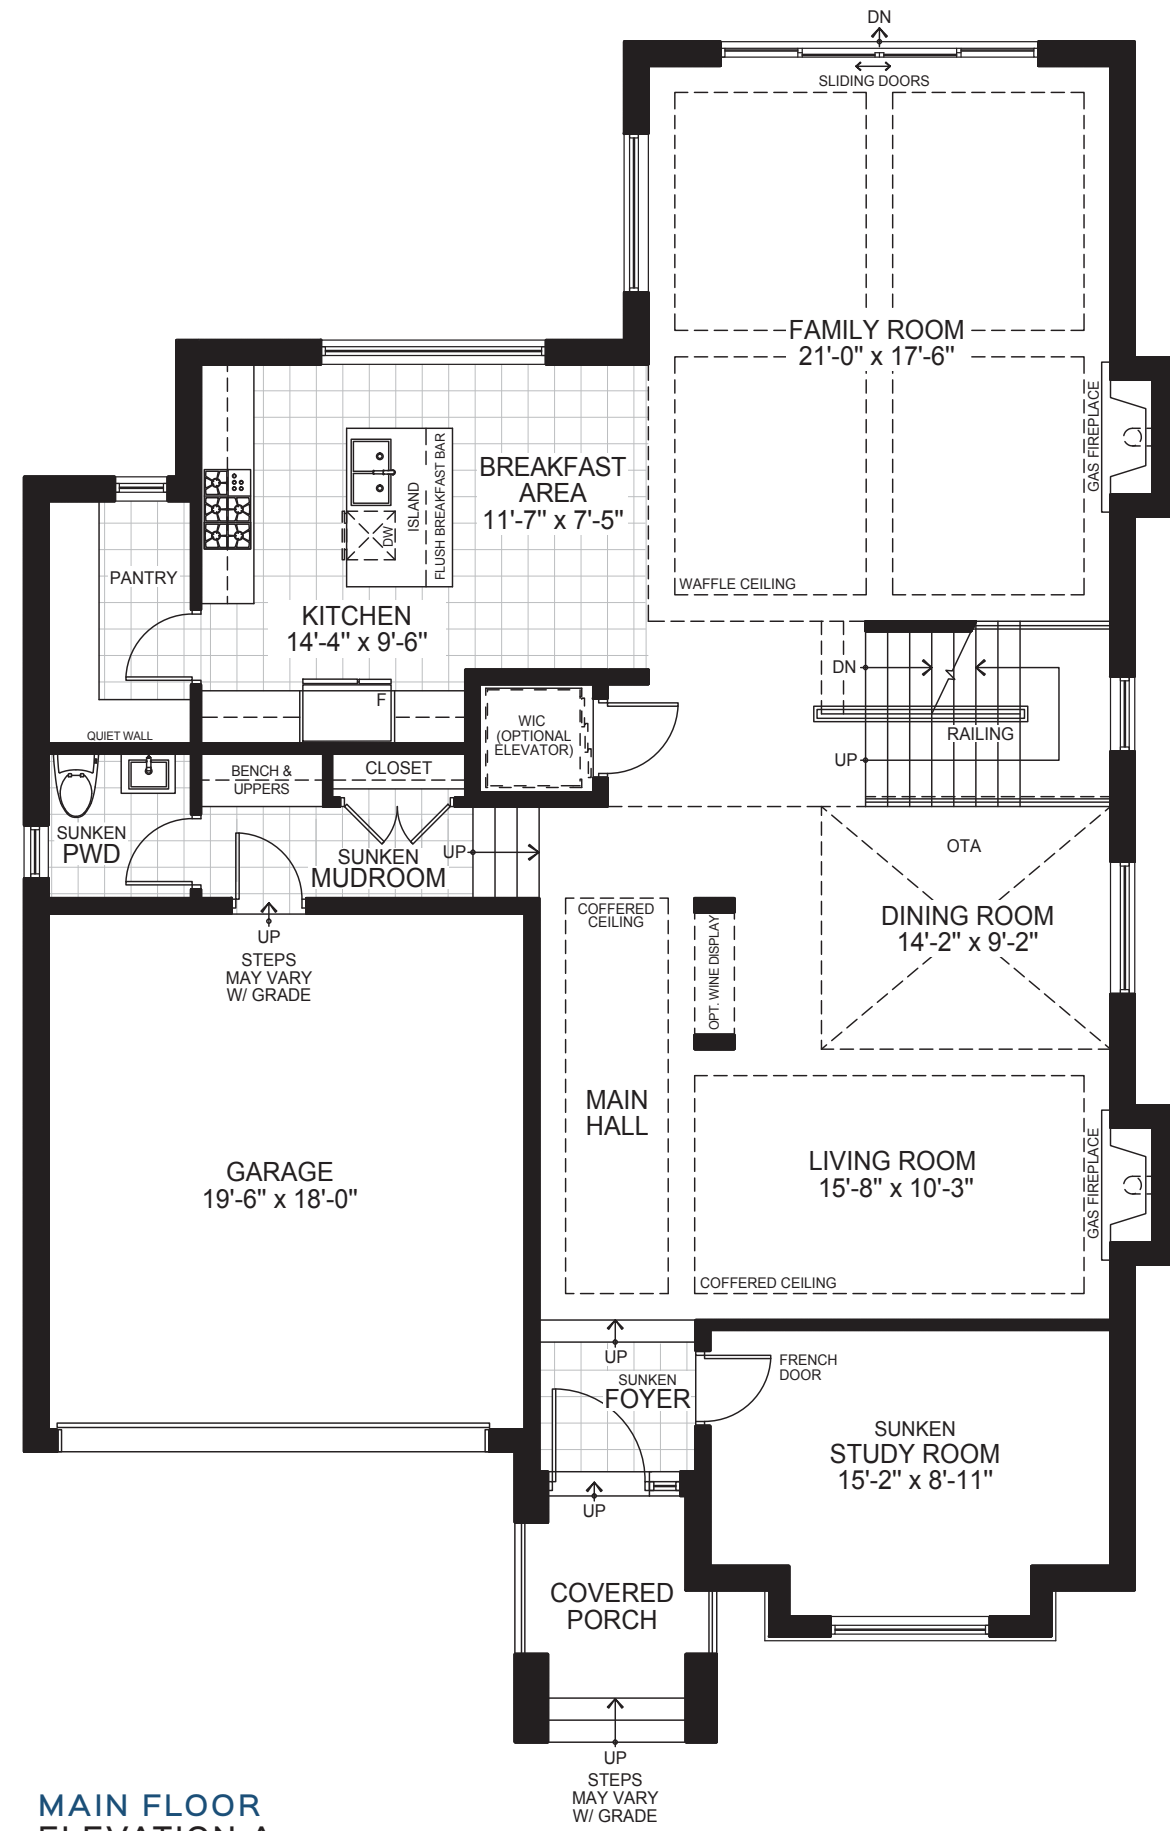 DN
SLIDING DOORS
FAMILY ROOM
21'-0" x 17'-6"
GAS FIREPLACE
WAFFLE CEILING
BREAKFAST
AREA
11'-7" x 7'-5"
FLUSH BREAKFAST BAR
ISLAND
DW
PANTRY
KITCHEN
14'-4" x 9'-6"
F
QUIET WALL
WIC
(OPTIONAL
ELEVATOR)
DN
RAILING
UP
BENCH &
UPPERS
CLOSET
SUNKEN
PWD
SUNKEN
MUDROOM
UP
OTA
DINING ROOM
14'-2" x 9'-2"
COFFERED
CEILING
OPT. WINE DISPLAY
UP
STEPS
MAY VARY
W/ GRADE
MAIN
HALL
LIVING ROOM
15'-8" x 10'-3"
GAS FIREPLACE
COFFERED CEILING
GARAGE
19'-6" x 18'-0"
UP
SUNKEN
FOYER
FRENCH
DOOR
SUNKEN
STUDY ROOM
15'-2" x 8'-11"
UP
COVERED
PORCH
UP
STEPS
MAY VARY
W/ GRADE
MAIN FLOOR
ELEVATION A